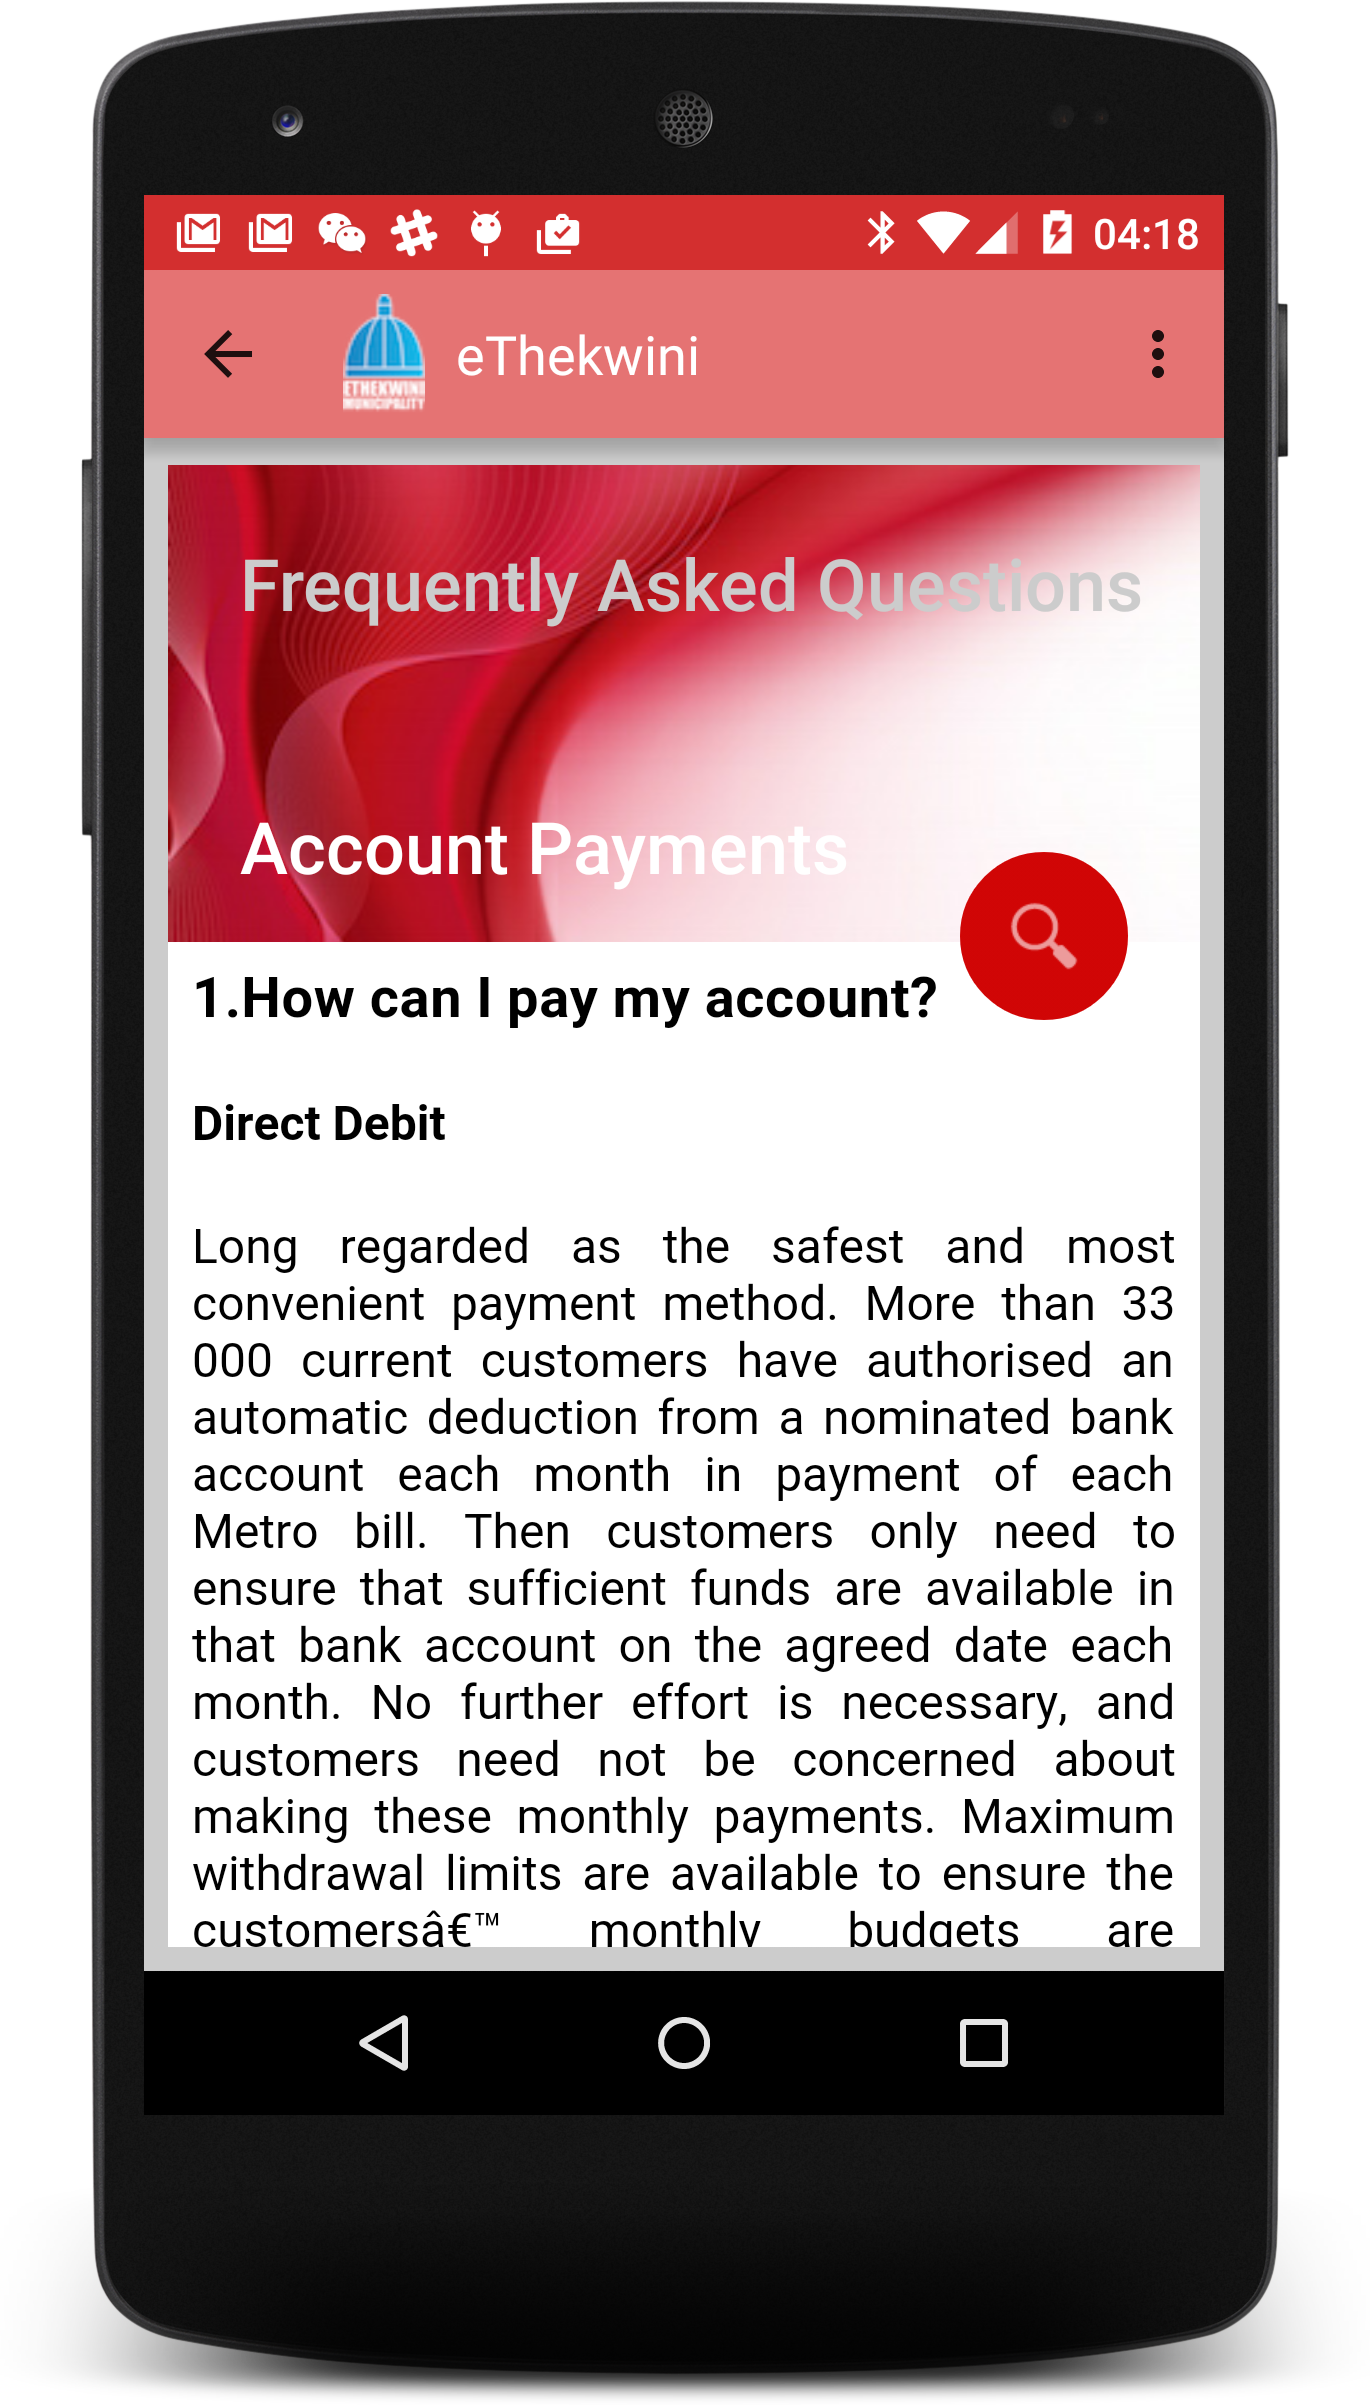 04:18
ETHEKWINI
MUNICIPALITY
eThekwini
Frequently Asked Questions
Account Payments
1.How can I pay my account?
Direct Debit
Long regarded as the safest and most
convenient payment method. More than 33
000 current customers have authorised an
automatic deduction from a nominated bank
account each month in payment of each
Metro bill. Then customers only need to
ensure that sufficient funds are available in
that bank account on the agreed date each
month. No further effort is necessary, and
customers need not be concerned about
making these monthly payments. Maximum
withdrawal limits are available to ensure the
customersâ€™ monthly budgets are